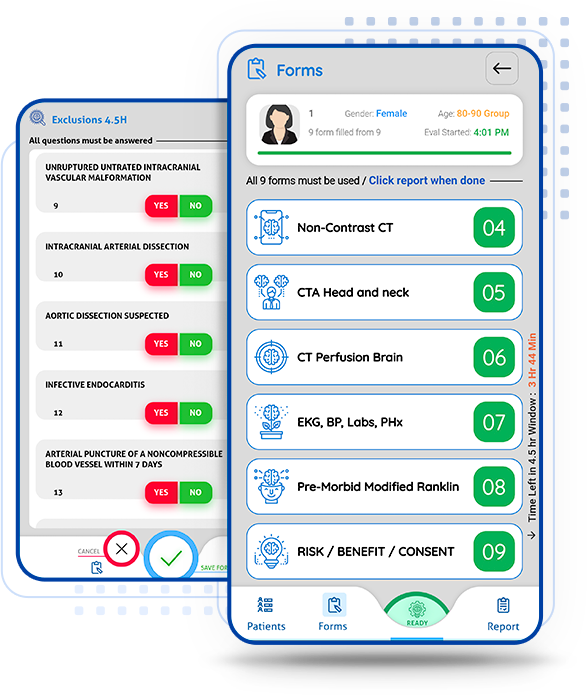 Exclusions 4.5H
All questions must be answered
UNRUPTURED UNTRATED INTRACRANIAL
VASCULAR MALFORMATION
9
YES NO
INTRACRANIAL ARTERIAL DISSECTION
10
YES NO
AORTIC DISSECTION SUSPECTED
11
YES NO
INFECTIVE ENDOCARDITIS
12
YES NO
ARTERIAL PUNCTURE OF A NONCOMPRESSIBLE
BLOOD VESSEL WITHIN 7 DAYS
13
YES NO
CANCEL
SAVE FOR
Forms
1 Gender: Female Age: 80-90 Group
9 form filled from 9 Eval Started: 4:01 PM
All 9 forms must be used / Click report when done
Non-Contrast CT 04
CTA Head and neck 05
CT Perfusion Brain 06
EKG, BP, Labs, PHx 07
Pre-Morbid Modified Ranklin 08
RISK / BENEFIT / CONSENT 09
Time Left in 4.5 hr Window : 3 Hr 44 Min
Patients
Forms
READY
Report